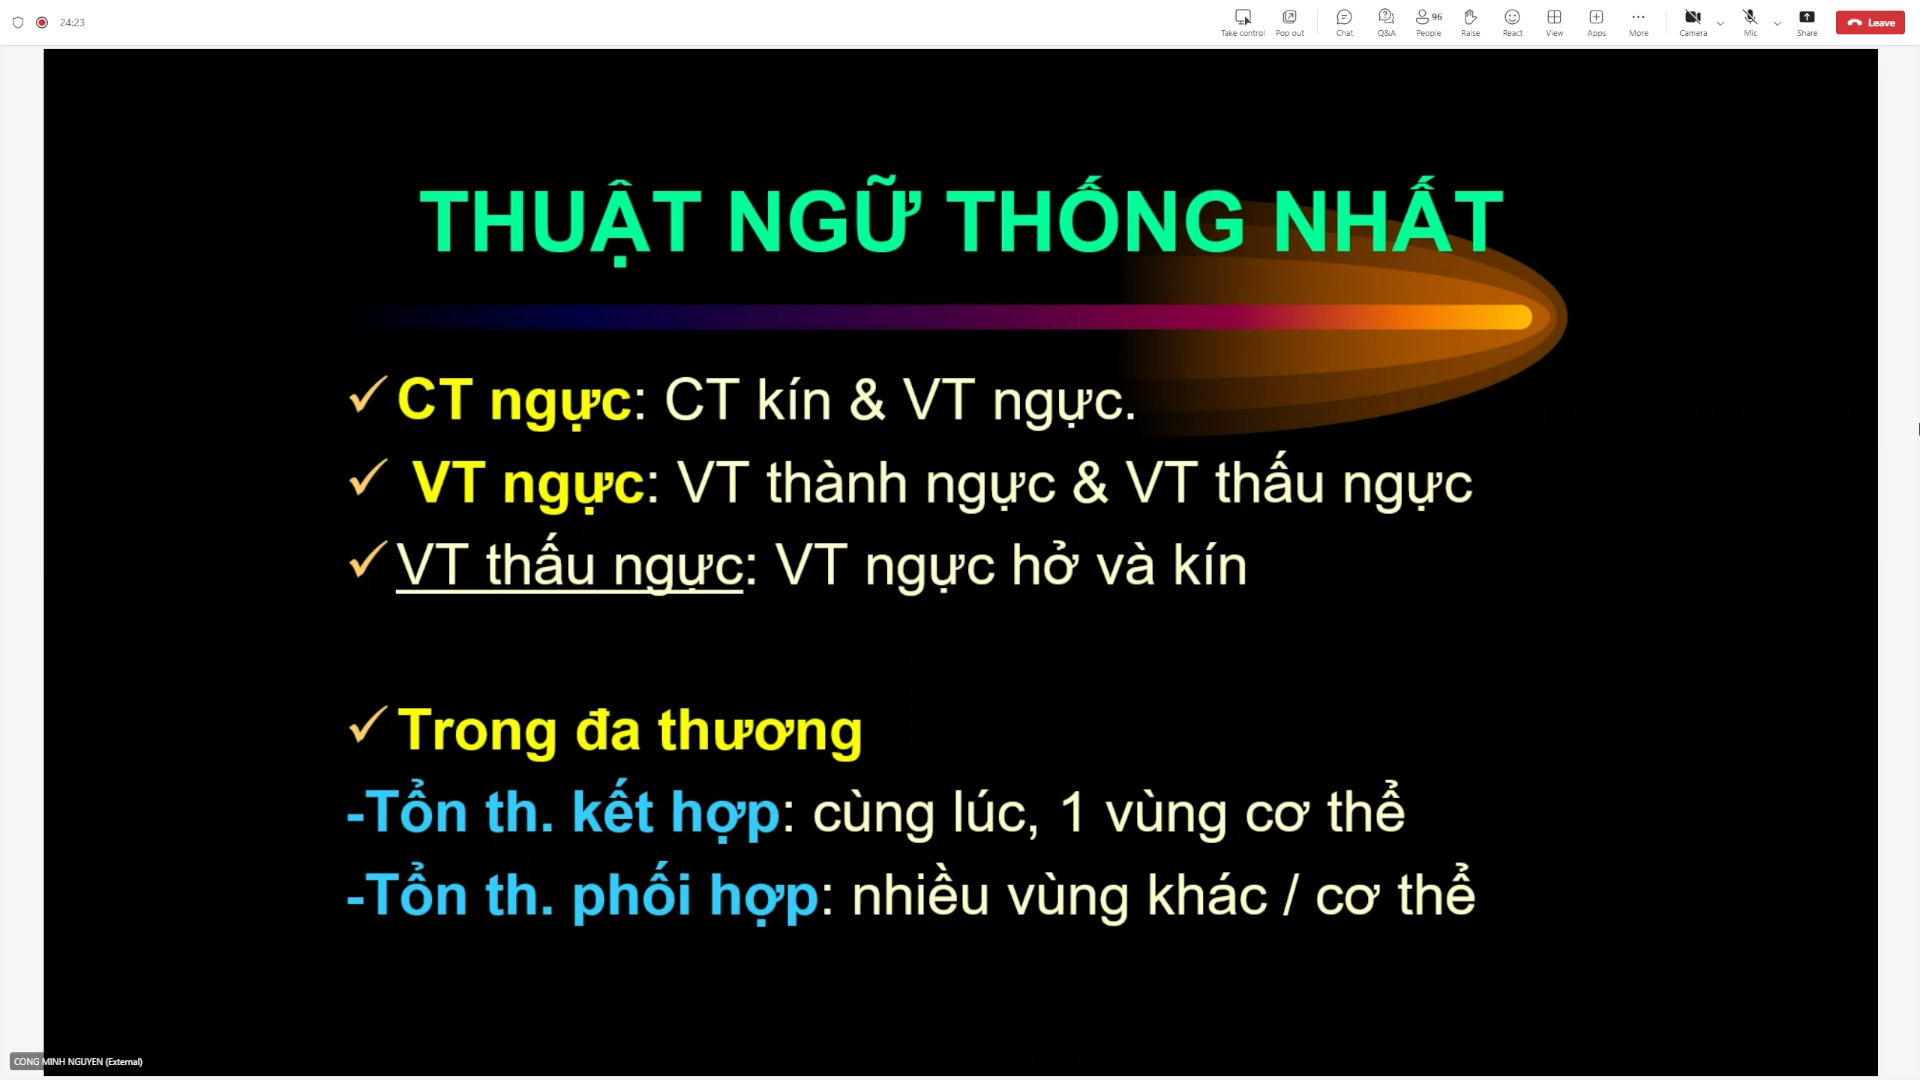 24:23
Take control
Pop out
Chat
Q&A
96
People
Raise
React
View
Apps
More
Camera
Mic
Share
Leave
THUẬT NGỮ THỐNG NHẤT
CT ngực: CT kín & VT ngực.
VT ngực: VT thành ngực & VT thấu ngực
VT thấu ngực: VT ngực hở và kín
Trong đa thương
-Tổn th. kết hợp: cùng lúc, 1 vùng cơ thể
-Tổn th. phối hợp: nhiều vùng khác / cơ thể
CONG MINH NGUYEN (External)